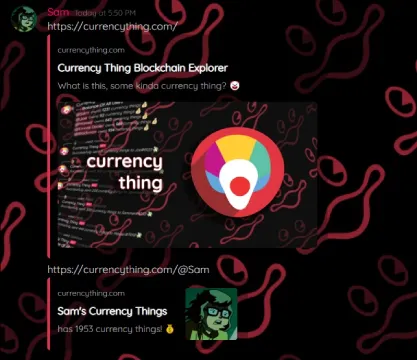 Sam Today at 5:50 PM
https://currencything.com/
currencything.com
Currency Thing Blockchain Explorer
What is this, some kinda currency thing?
currency
thing
https://currencything.com/@Sam
currencything.com
Sam's Currency Things
has 1953 currency things! 💰